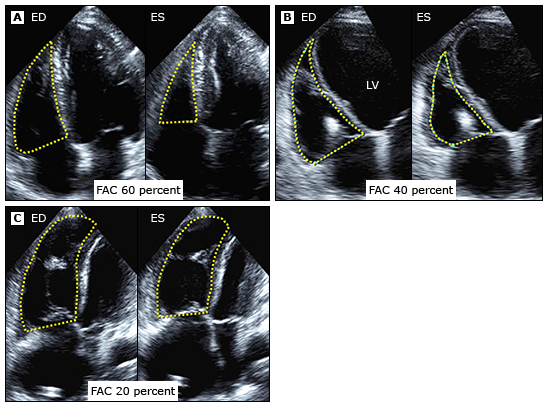 A ED ES
FAC 60 percent
B ED ES
LV
FAC 40 percent
C ED ES
FAC 20 percent